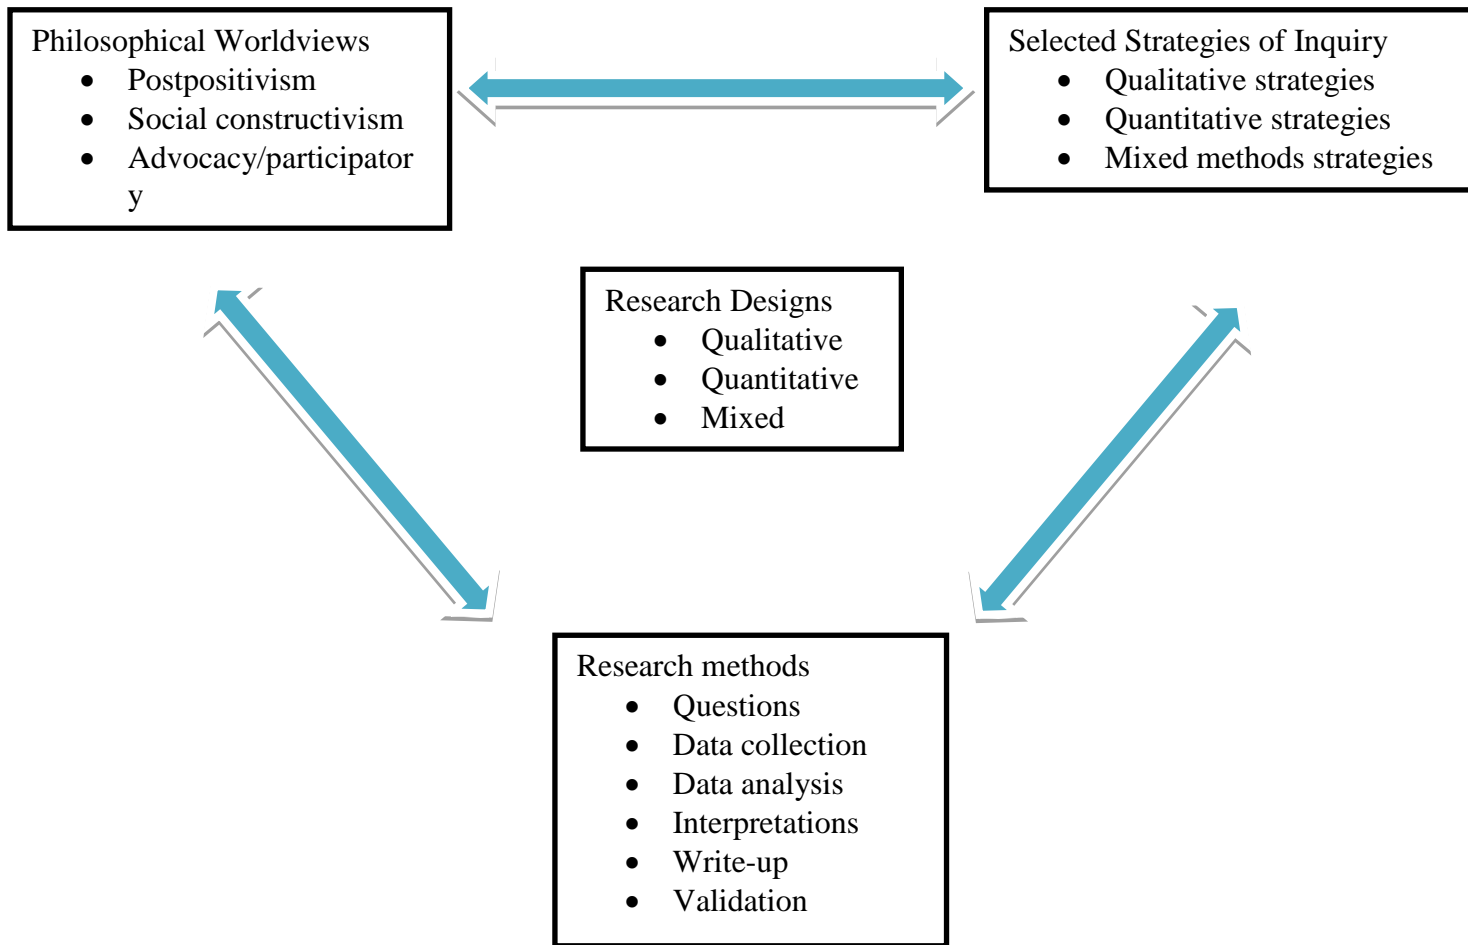 Philosophical Worldviews
• Postpositivism
• Social constructivism
• Advocacy/participator
y
Selected Strategies of Inquiry
• Qualitative strategies
• Quantitative strategies
• Mixed methods strategies
Research Designs
• Qualitative
• Quantitative
• Mixed
Research methods
• Questions
• Data collection
• Data analysis
• Interpretations
• Write-up
• Validation